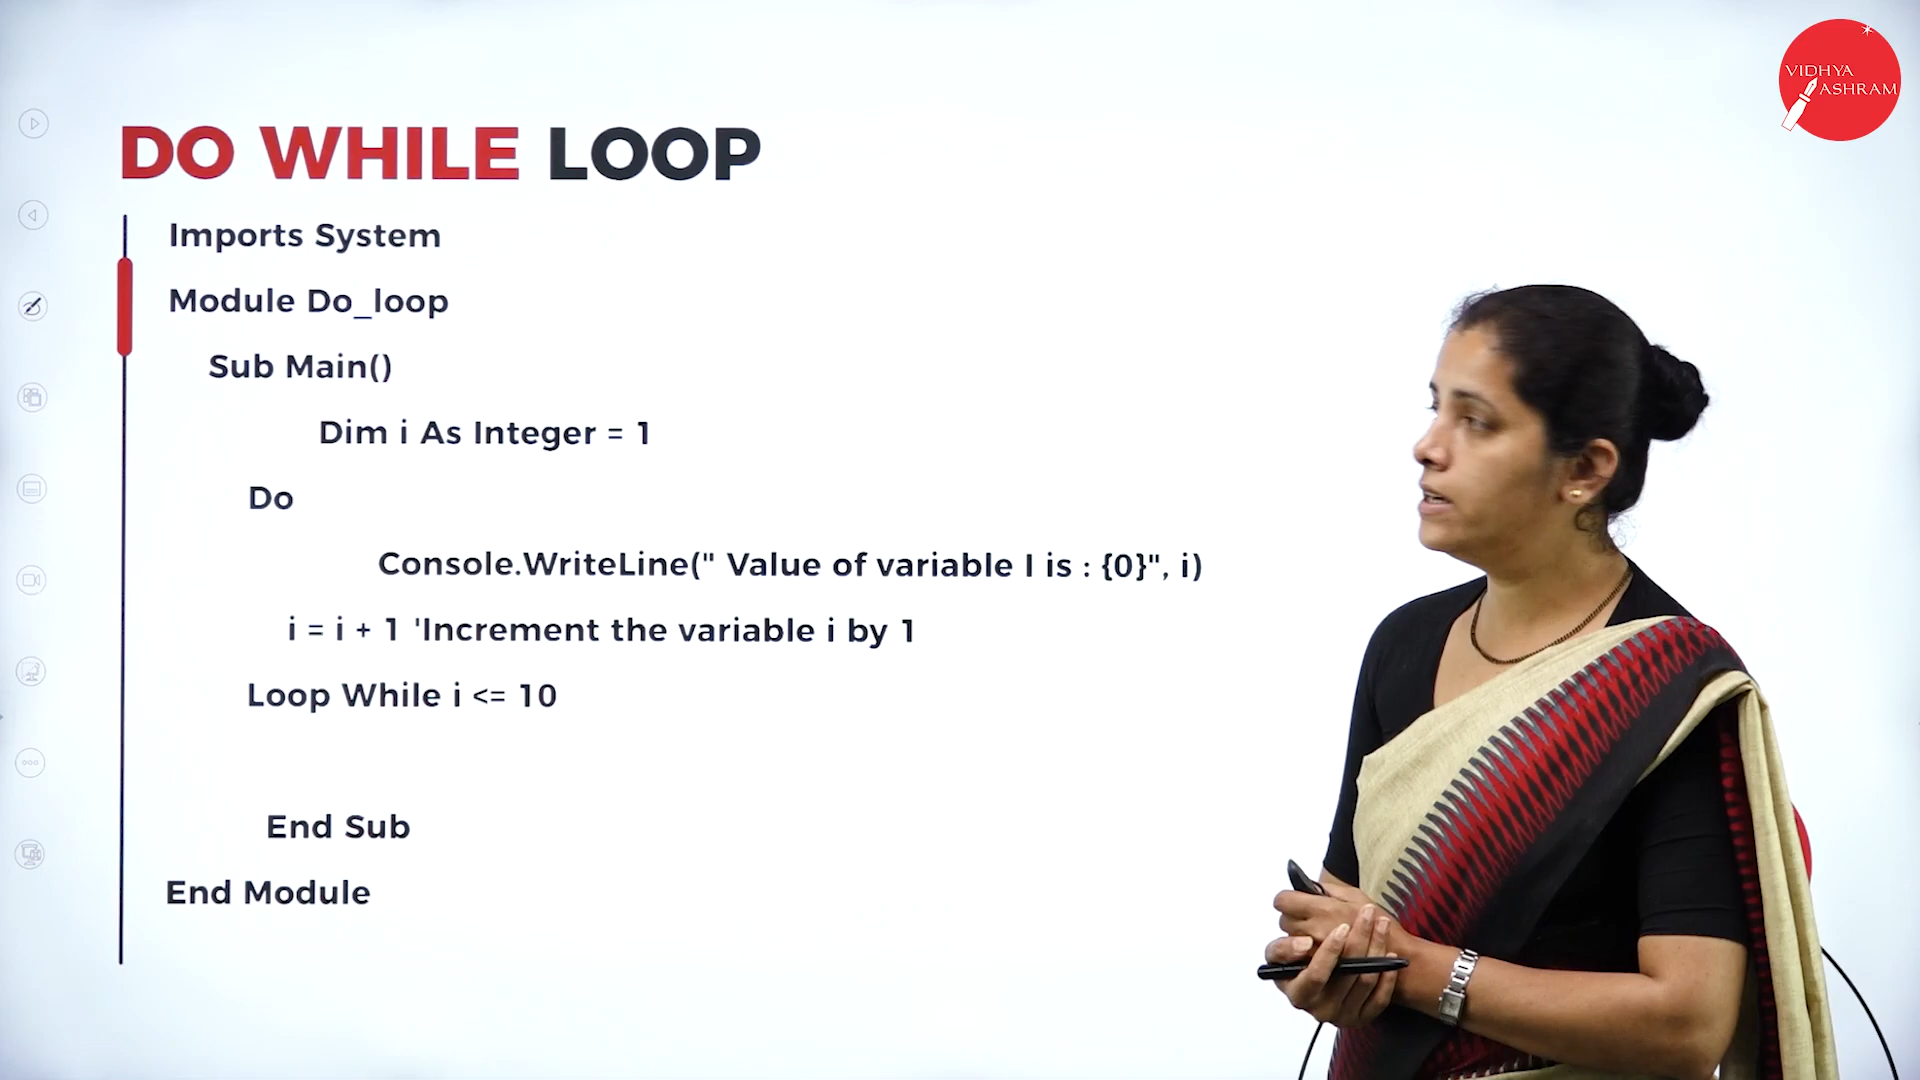 VIDHYA
ASHRAM
DO WHILE LOOP
Imports System
Module Do_loop
Sub Main()
Dim i As Integer = 1
Do
Console.WriteLine(" Value of variable I is : {0}", i)
i = i + 1 'Increment the variable i by 1
Loop While i <= 10
End Sub
End Module